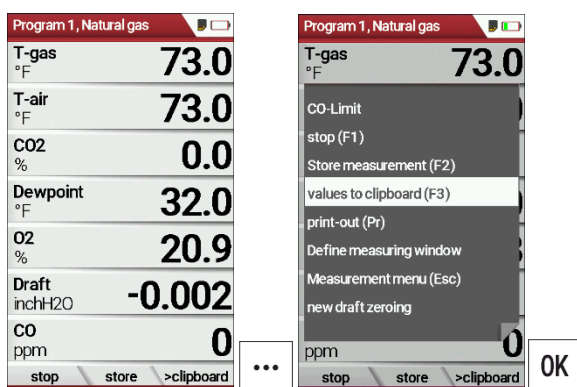 Program 1, Natural gas
T-gas
°F
73.0
T-air
°F
73.0
CO2
%
0.0
Dewpoint
°F
32.0
O2
%
20.9
Draft
inchH2O
-0.002
CO
ppm
0
stop
store
>clipboard
...
Program 1, Natural gas
T-gas
°F
73.0
CO-Limit
stop (F1)
Store measurement (F2)
values to clipboard (F3)
print-out (Pr)
Define measuring window
Measurement menu (Esc)
new draft zeroing
ppm
0
stop
store
>clipboard
OK